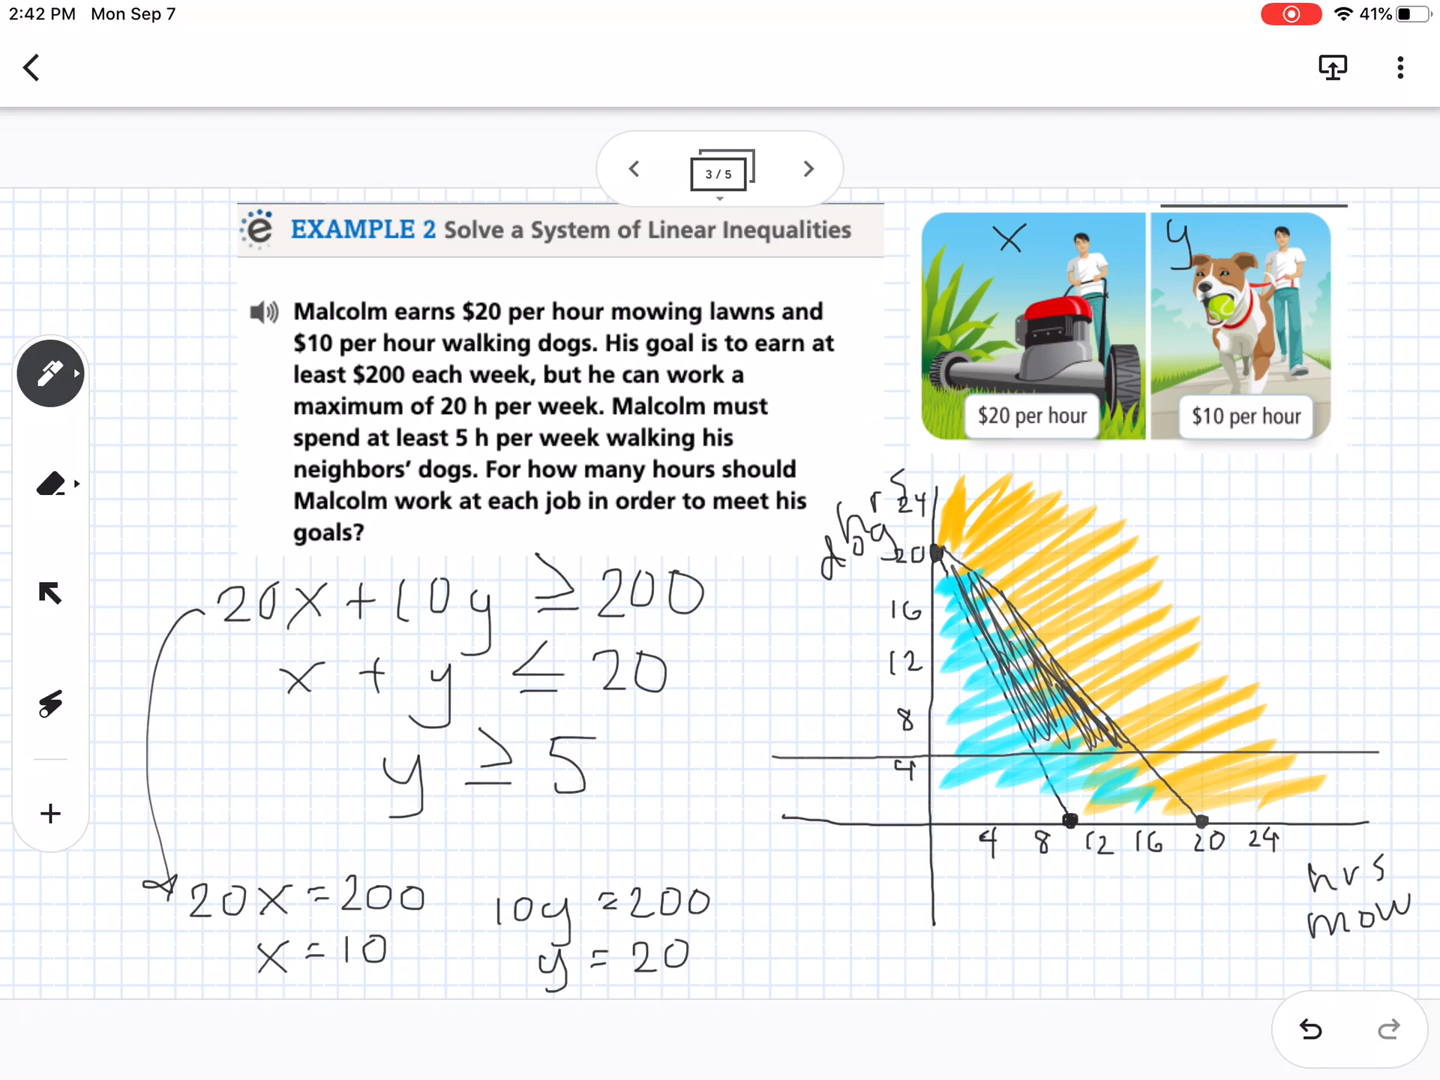 2:42 PM Mon Sep 7
41%
3 / 5
e EXAMPLE 2 Solve a System of Linear Inequalities
Malcolm earns $20 per hour mowing lawns and
$10 per hour walking dogs. His goal is to earn at
least $200 each week, but he can work a
maximum of 20 h per week. Malcolm must
spend at least 5 h per week walking his
neighbors’ dogs. For how many hours should
Malcolm work at each job in order to meet his
goals?
x
y
$20 per hour
$10 per hour
20x + 10y ≥ 200
x + y ≤ 20
y ≥ 5
20x = 200
x = 10
10y = 200
y = 20
hrs
dog
24
20
16
12
8
4
4 8 12 16 20 24
hrs
mow